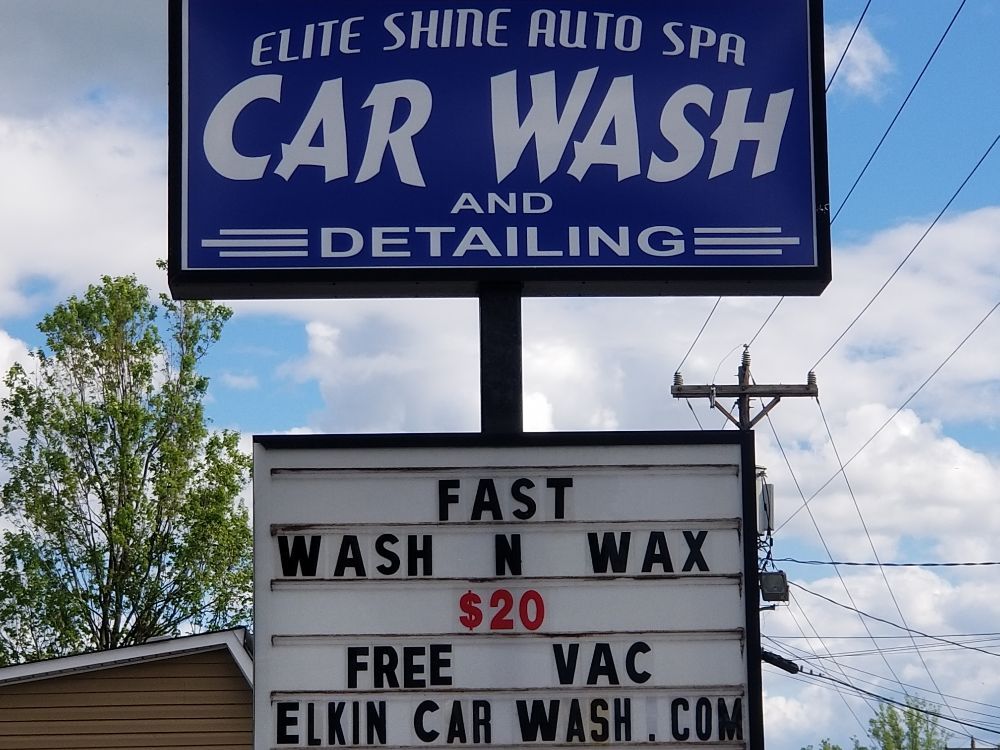 ELITE SHINE AUTO SPA
CAR WASH
AND
DETAILING
FAST
WASH N WAX
$20
FREE VAC
ELKIN CAR WASH.COM